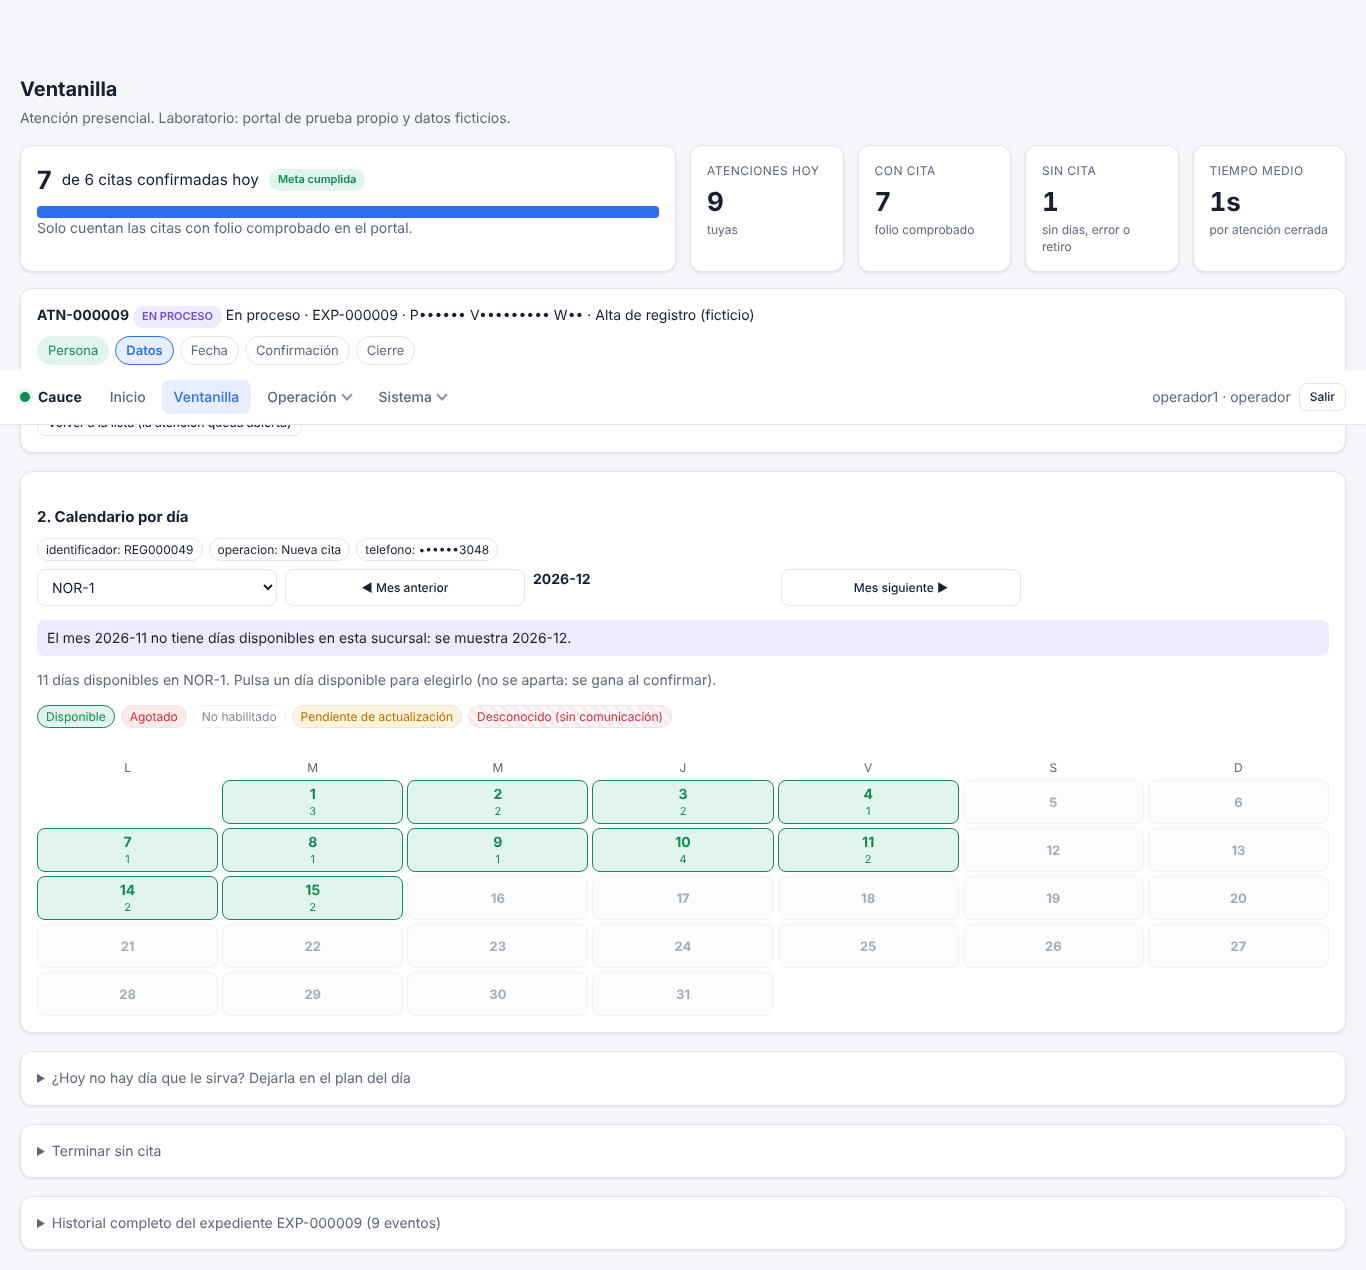 Ventanilla
Atención presencial. Laboratorio: portal de prueba propio y datos ficticios.
7 de 6 citas confirmadas hoy Meta cumplida
Solo cuentan las citas con folio comprobado en el portal.
ATENCIONES HOY
9
tuyas
CON CITA
7
folio comprobado
SIN CITA
1
sin días, error o
retiro
TIEMPO MEDIO
1s
por atención cerrada
ATN-000009 EN PROCESO En proceso · EXP-000009 · P•••••• V••••••••• W•• · Alta de registro (ficticio)
Persona Datos Fecha Confirmación Cierre
Cauce Inicio Ventanilla Operación Sistema operador1 · operador Salir
Volver a la lista (la atención queda abierta)
2. Calendario por día
identificador: REG000049 operacion: Nueva cita telefono: ••••••3048
NOR-1 ◀ Mes anterior 2026-12 Mes siguiente ▶
El mes 2026-11 no tiene días disponibles en esta sucursal: se muestra 2026-12.
11 días disponibles en NOR-1. Pulsa un día disponible para elegirlo (no se aparta: se gana al confirmar).
Disponible Agotado No habilitado Pendiente de actualización Desconocido (sin comunicación)
L M M J V S D
1 2 3 4 5 6
3 2 2 1
7 8 9 10 11 12 13
1 1 1 4 2
14 15 16 17 18 19 20
2 2
21 22 23 24 25 26 27
28 29 30 31
▶ ¿Hoy no hay día que le sirva? Dejarla en el plan del día
▶ Terminar sin cita
▶ Historial completo del expediente EXP-000009 (9 eventos)